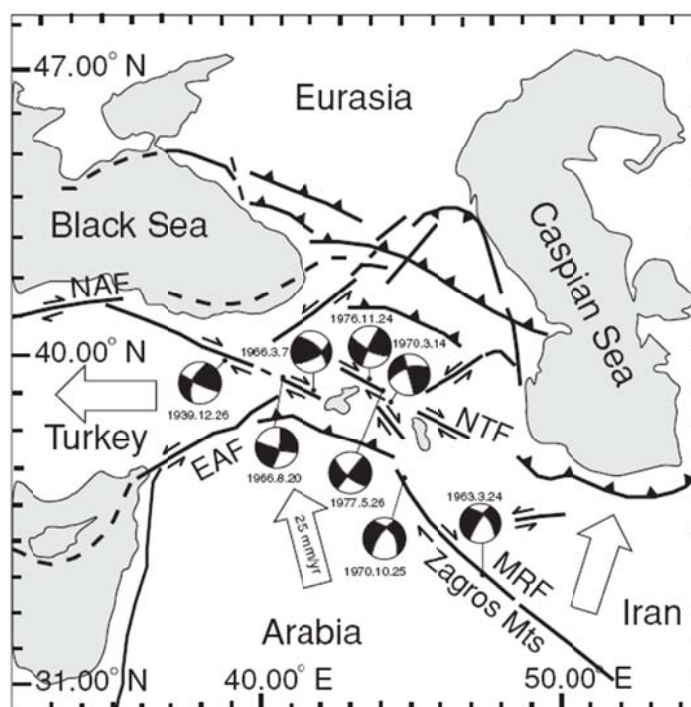 47.00° N
Eurasia
Black Sea
Caspian Sea
NAF
1976.11.24
40.00° N
1966.3.7
1970.3.14
1939.12.26
Turkey
EAF
NTF
1966.8.20
1977.5.26
1963.3.24
25 mm/yr
1970.10.25
MRF
Zagros Mts
Iran
Arabia
31.00° N
40.00° E
50.00 E